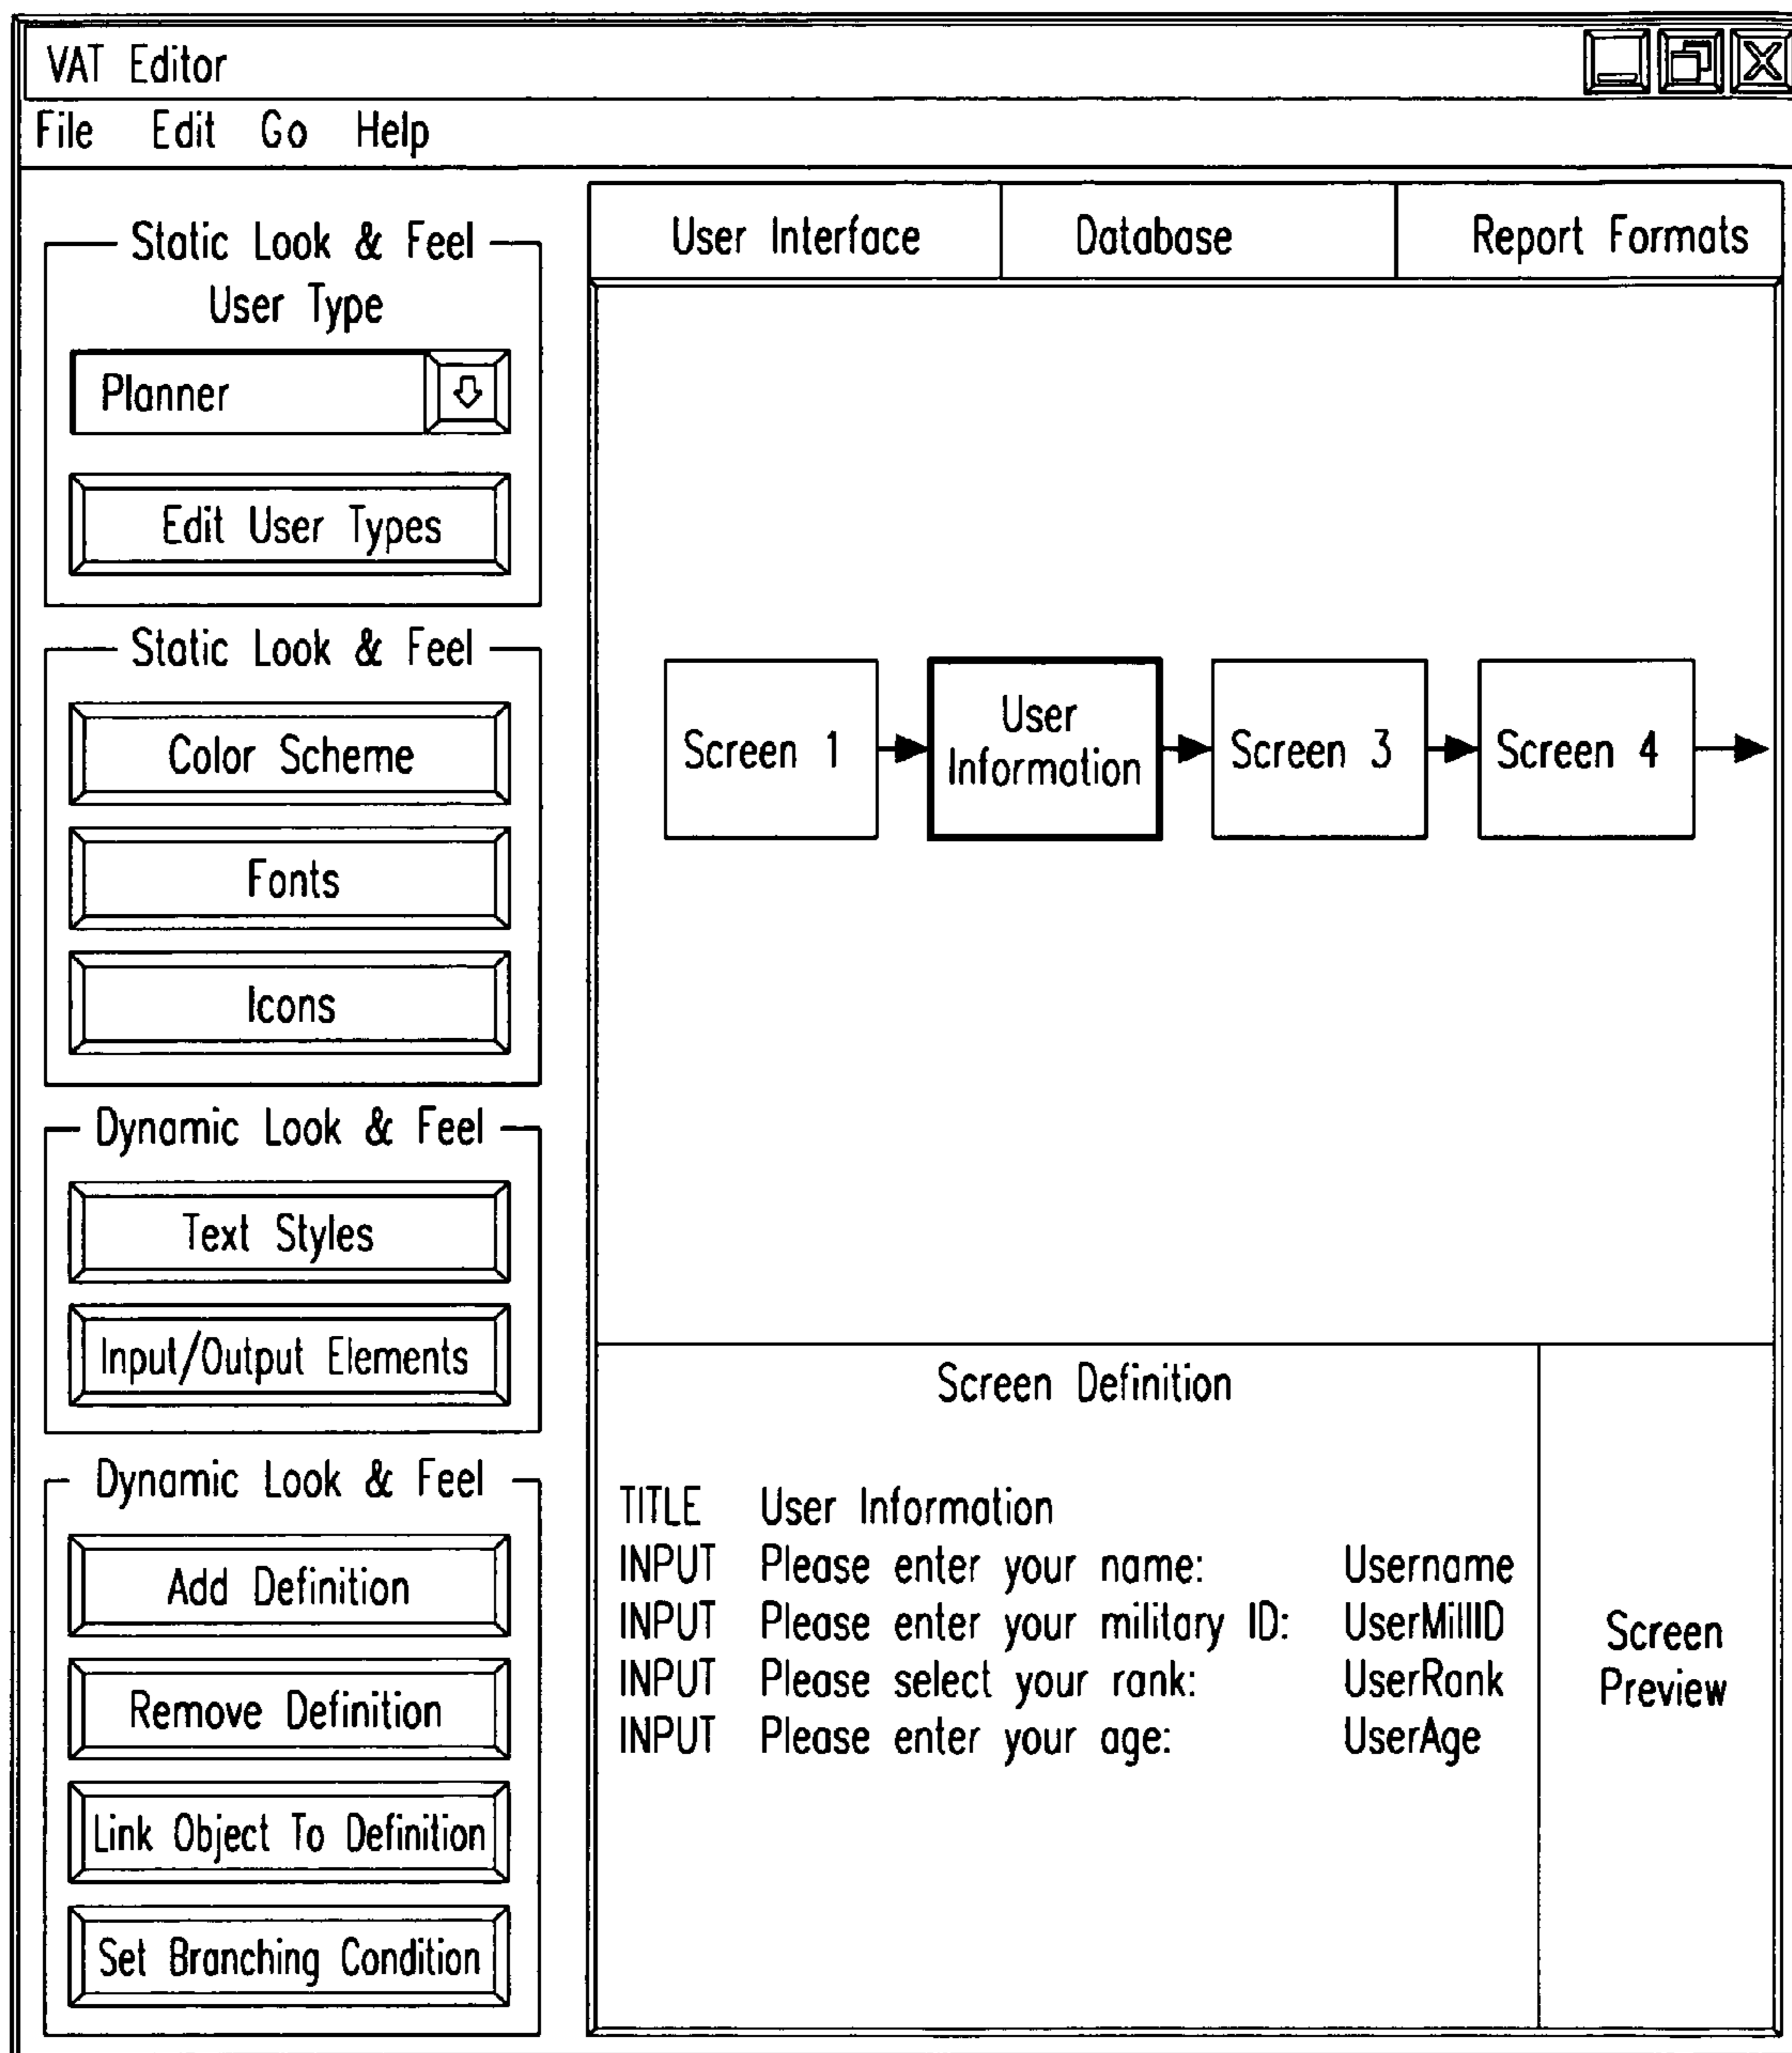 VAT Editor
File Edit Go Help
Static Look & Feel
User Type
Planner
Edit User Types
Static Look & Feel
Color Scheme
Fonts
Icons
Dynamic Look & Feel
Text Styles
Input/Output Elements
Dynamic Look & Feel
Add Definition
Remove Definition
Link Object To Definition
Set Branching Condition
User Interface Database Report Formats
Screen 1
User
Information
Screen 3
Screen 4
Screen Definition
TITLE User Information
INPUT Please enter your name: Username
INPUT Please enter your military ID: UserMillID
INPUT Please select your rank: UserRank
INPUT Please enter your age: UserAge
Screen
Preview